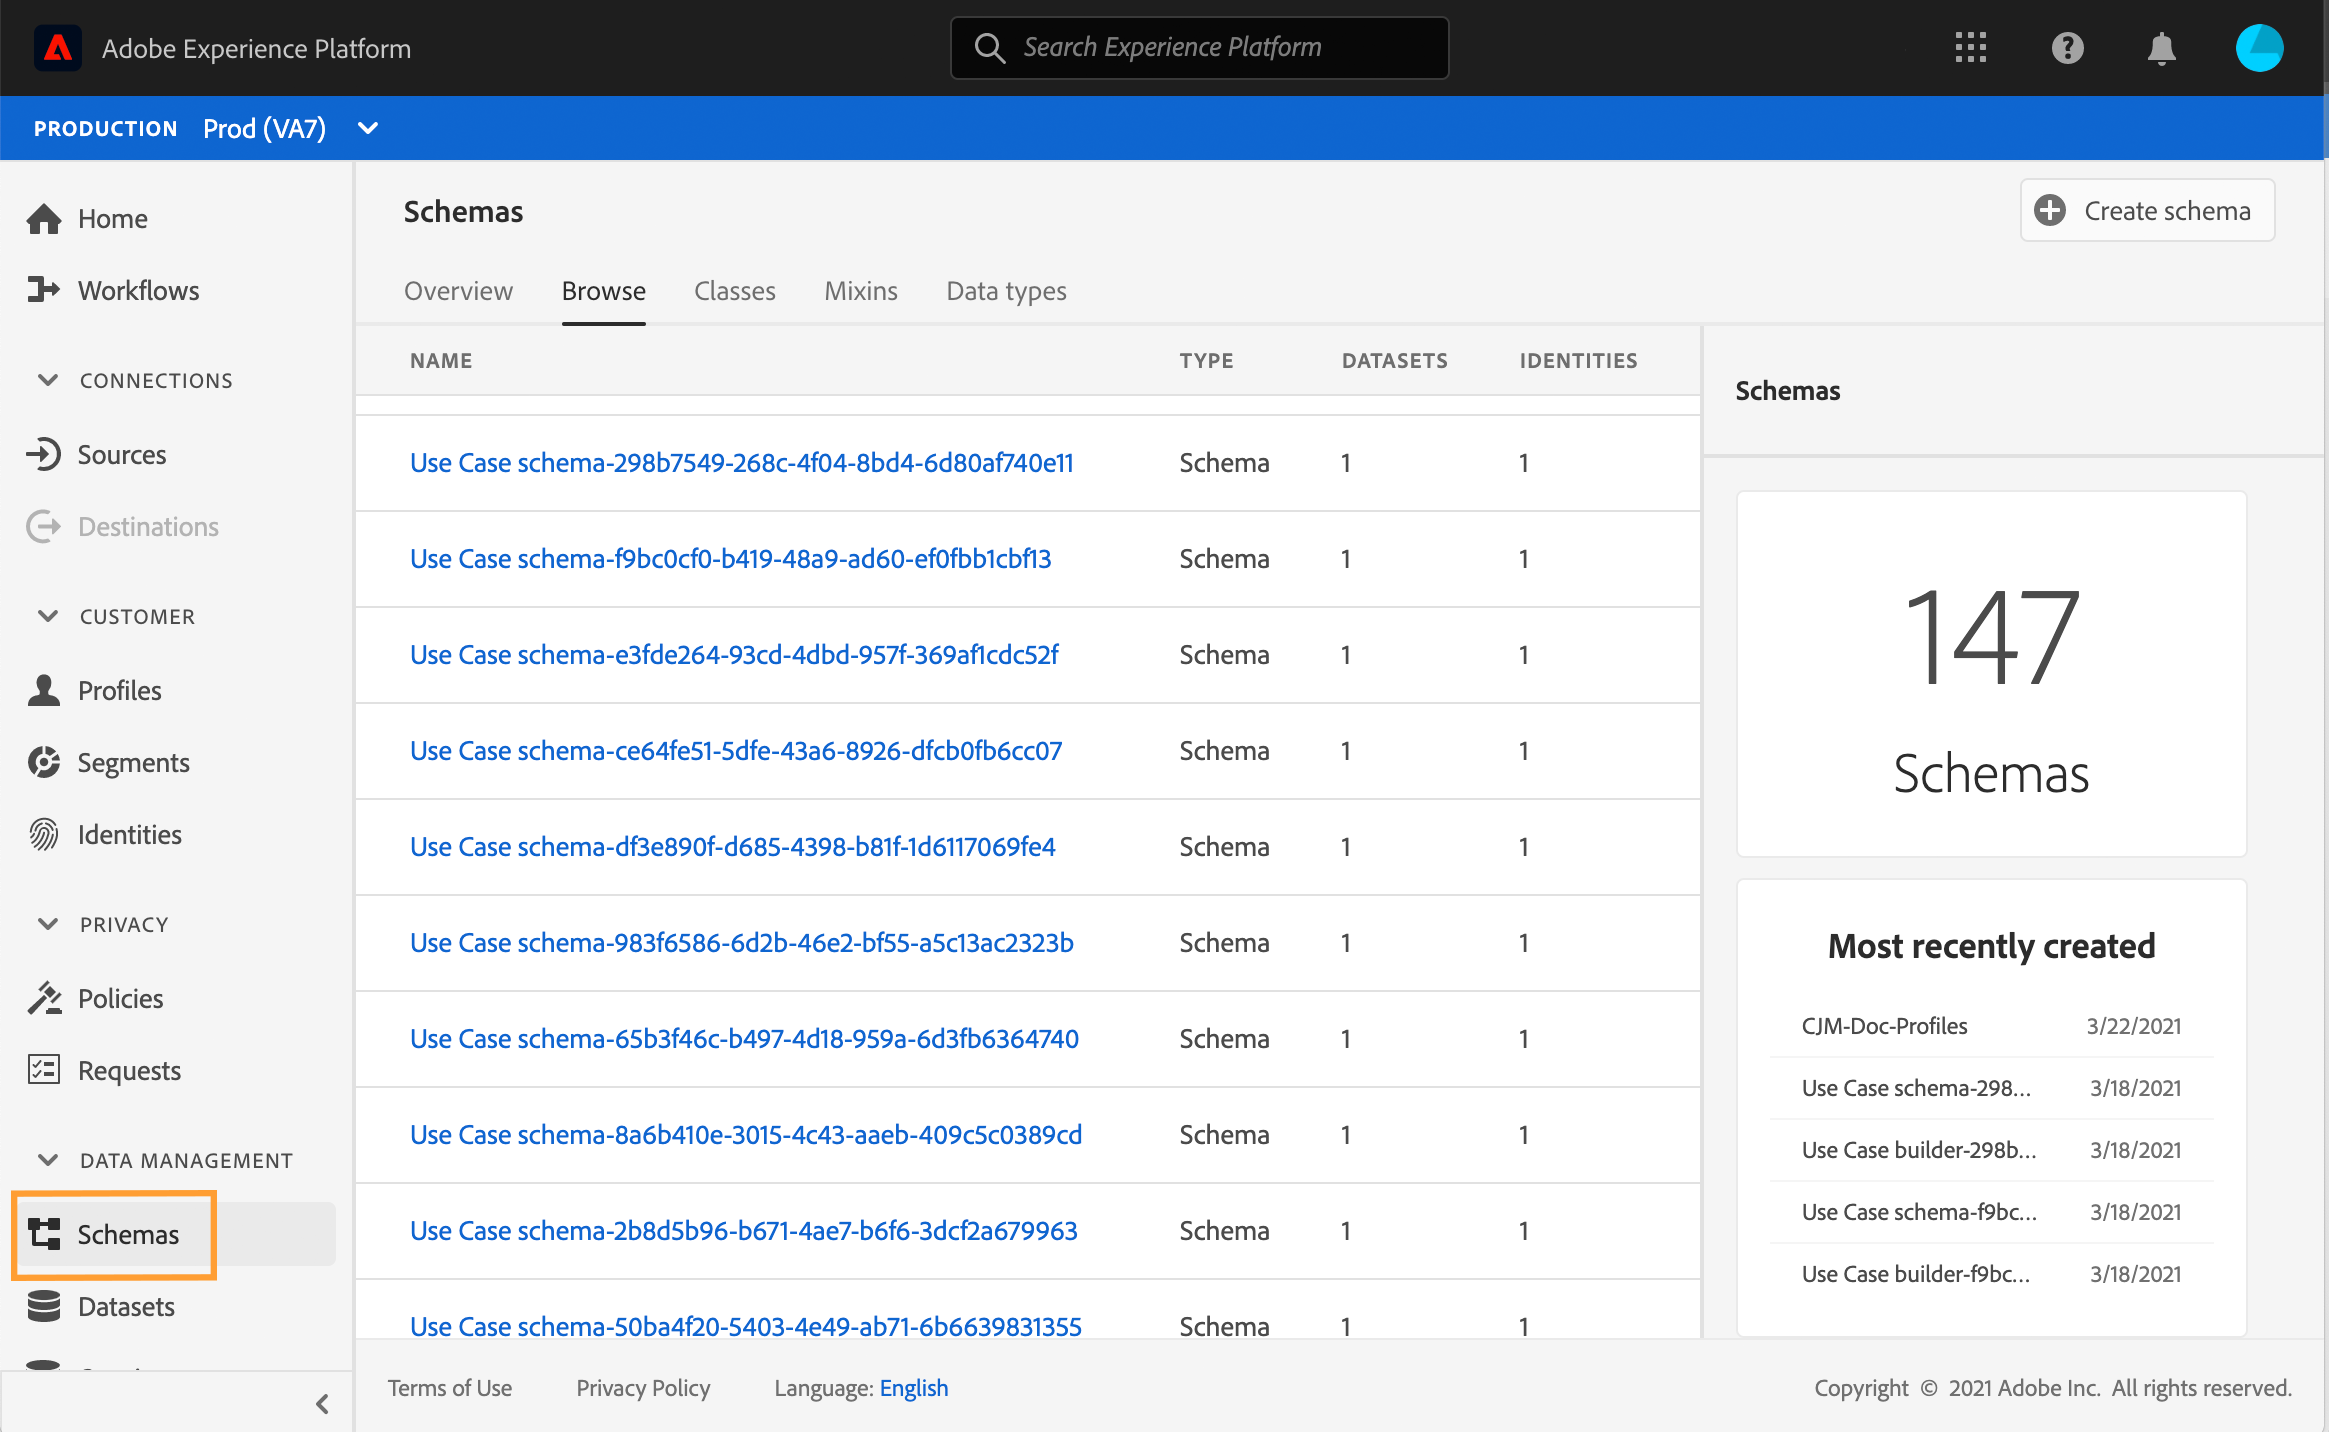 Adobe Experience Platform
Search Experience Platform
PRODUCTION Prod (VA7)
Home
Workflows
CONNECTIONS
Sources
Destinations
CUSTOMER
Profiles
Segments
Identities
PRIVACY
Policies
Requests
DATA MANAGEMENT
Schemas
Datasets
Schemas
Create schema
Overview Browse Classes Mixins Data types
NAME TYPE DATASETS IDENTITIES
Use Case schema-298b7549-268c-4f04-8bd4-6d80af740e11 Schema 1 1
Use Case schema-f9bc0cf0-b419-48a9-ad60-ef0fbb1cbf13 Schema 1 1
Use Case schema-e3fde264-93cd-4dbd-957f-369af1cdc52f Schema 1 1
Use Case schema-ce64fe51-5dfe-43a6-8926-dfcb0fb6cc07 Schema 1 1
Use Case schema-df3e890f-d685-4398-b81f-1d6117069fe4 Schema 1 1
Use Case schema-983f6586-6d2b-46e2-bf55-a5c13ac2323b Schema 1 1
Use Case schema-65b3f46c-b497-4d18-959a-6d3fb6364740 Schema 1 1
Use Case schema-8a6b410e-3015-4c43-aaeb-409c5c0389cd Schema 1 1
Use Case schema-2b8d5b96-b671-4ae7-b6f6-3dcf2a679963 Schema 1 1
Use Case schema-50ba4f20-5403-4e49-ab71-6b6639831355 Schema 1 1
Schemas
147
Schemas
Most recently created
CJM-Doc-Profiles 3/22/2021
Use Case schema-298... 3/18/2021
Use Case builder-298b... 3/18/2021
Use Case schema-f9bc... 3/18/2021
Use Case builder-f9bc... 3/18/2021
Terms of Use Privacy Policy Language: English Copyright © 2021 Adobe Inc. All rights reserved.